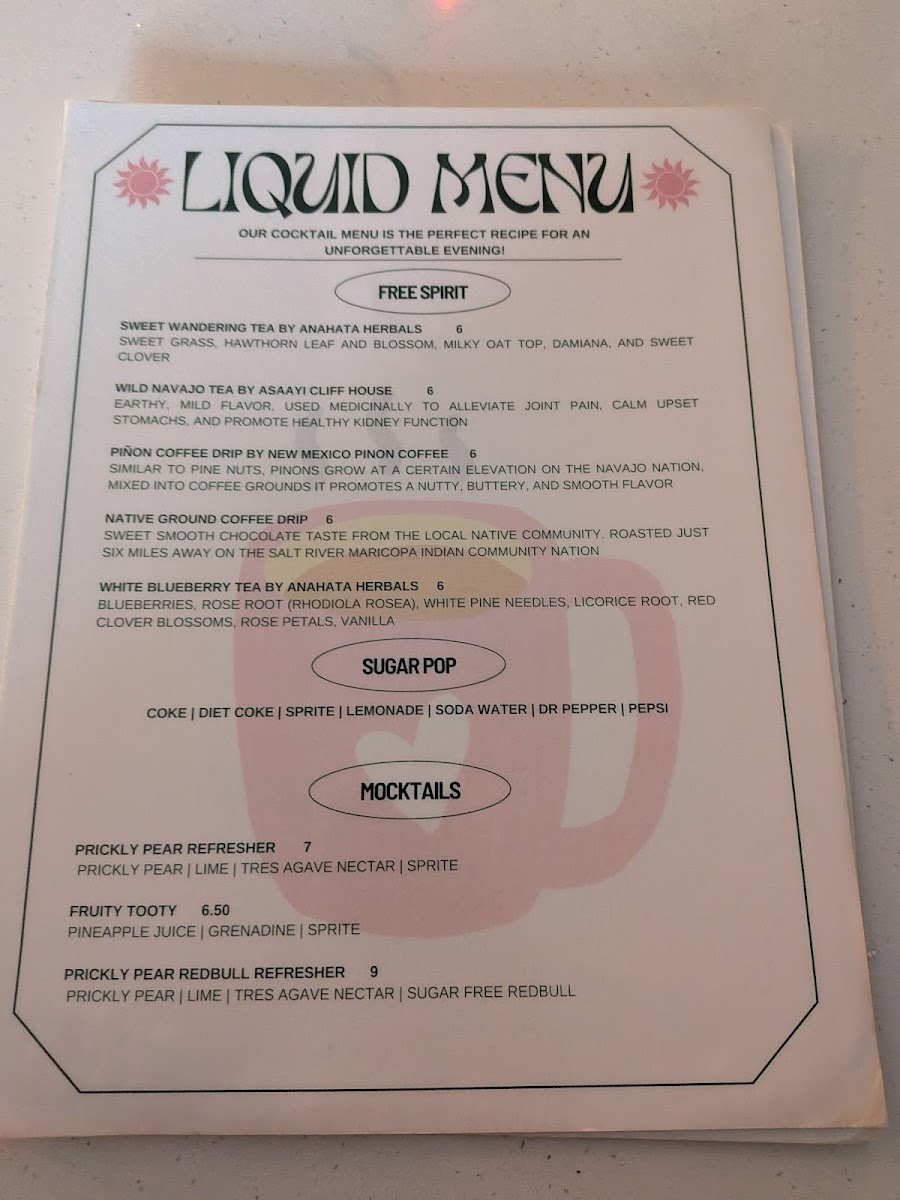 LIQUID MENU
OUR COCKTAIL MENU IS THE PERFECT RECIPE FOR AN
UNFORGETTABLE EVENING!
FREE SPIRIT
SWEET WANDERING TEA BY ANAHATA HERBALS 6
SWEET GRASS, HAWTHORN LEAF AND BLOSSOM, MILKY OAT TOP, DAMIANA, AND SWEET
CLOVER
WILD NAVAJO TEA BY ASAAYI CLIFF HOUSE 6
EARTHY, MILD FLAVOR, USED MEDICINALLY TO ALLEVIATE JOINT PAIN, CALM UPSET
STOMACHS, AND PROMOTE HEALTHY KIDNEY FUNCTION
PIÑON COFFEE DRIP BY NEW MEXICO PINON COFFEE 6
SIMILAR TO PINE NUTS, PINONS GROW AT A CERTAIN ELEVATION ON THE NAVAJO NATION,
MIXED INTO COFFEE GROUNDS IT PROMOTES A NUTTY, BUTTERY, AND SMOOTH FLAVOR
NATIVE GROUND COFFEE DRIP 6
SWEET SMOOTH CHOCOLATE TASTE FROM THE LOCAL NATIVE COMMUNITY. ROASTED JUST
SIX MILES AWAY ON THE SALT RIVER MARICOPA INDIAN COMMUNITY NATION
WHITE BLUEBERRY TEA BY ANAHATA HERBALS 6
BLUEBERRIES, ROSE ROOT (RHODIOLA ROSEA), WHITE PINE NEEDLES, LICORICE ROOT, RED
CLOVER BLOSSOMS, ROSE PETALS, VANILLA
SUGAR POP
COKE | DIET COKE | SPRITE | LEMONADE | SODA WATER | DR PEPPER | PEPSI
MOCKTAILS
PRICKLY PEAR REFRESHER 7
PRICKLY PEAR | LIME | TRES AGAVE NECTAR | SPRITE
FRUITY TOOTY 6.50
PINEAPPLE JUICE | GRENADINE | SPRITE
PRICKLY PEAR REDBULL REFRESHER 9
PRICKLY PEAR | LIME | TRES AGAVE NECTAR | SUGAR FREE REDBULL